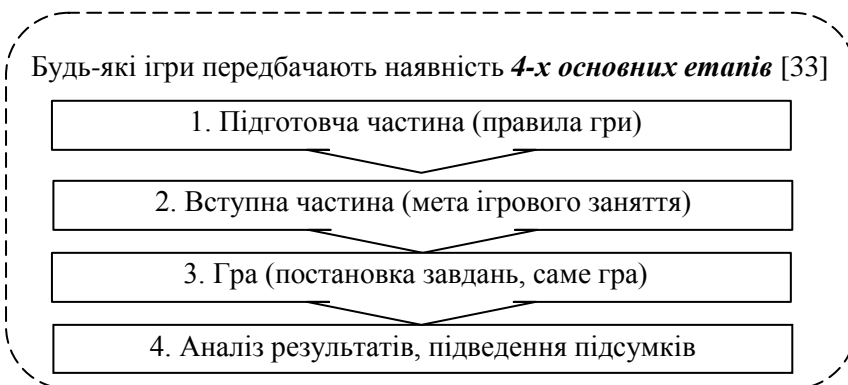 Будь-які ігри передбачають наявність 4-х основних етапів [33]
1. Підготовча частина (правила гри)
2. Вступна частина (мета ігрового заняття)
3. Гра (постановка завдань, саме гра)
4. Аналіз результатів, підведення підсумків